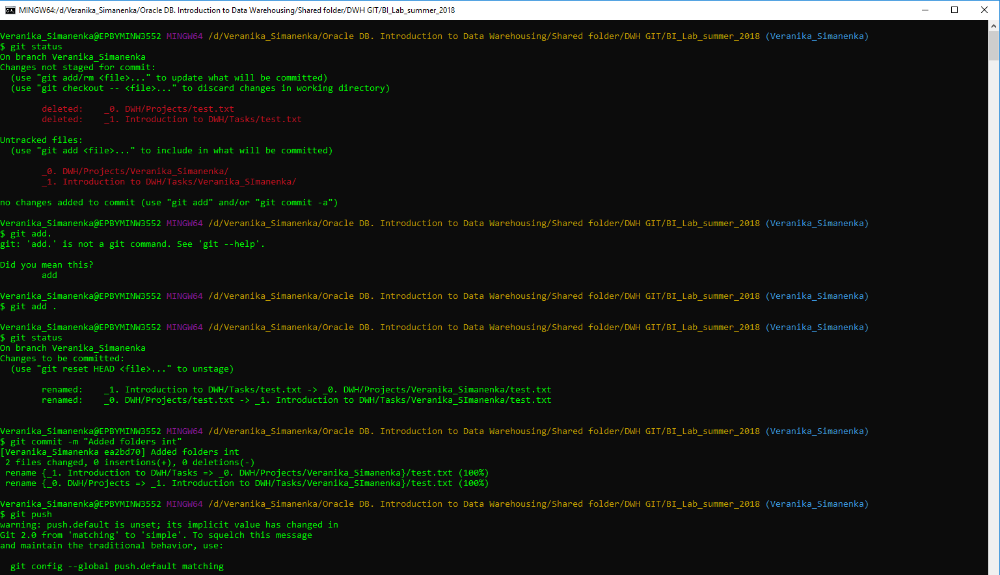 MINGW64:/d/Veranika_Simanenka/Oracle DB. Introduction to Data Warehousing/Shared folder/DWH GIT/BI_Lab_summer_2018
Veranika_Simanenka@EPBYMINW3552 MINGW64 /d/Veranika_Simanenka/Oracle DB. Introduction to Data Warehousing/Shared folder/DWH GIT/BI_Lab_summer_2018 (Veranika_Simanenka)
$ git status
On branch Veranika_Simanenka
Changes not staged for commit:
  (use "git add/rm <file>..." to update what will be committed)
  (use "git checkout -- <file>..." to discard changes in working directory)
        deleted:    _0. DWH/Projects/test.txt
        deleted:    _1. Introduction to DWH/Tasks/test.txt
Untracked files:
  (use "git add <file>..." to include in what will be committed)
        _0. DWH/Projects/Veranika_Simanenka/
        _1. Introduction to DWH/Tasks/Veranika_SImanenka/
no changes added to commit (use "git add" and/or "git commit -a")
Veranika_Simanenka@EPBYMINW3552 MINGW64 /d/Veranika_Simanenka/Oracle DB. Introduction to Data Warehousing/Shared folder/DWH GIT/BI_Lab_summer_2018 (Veranika_Simanenka)
$ git add.
git: 'add.' is not a git command. See 'git --help'.
Did you mean this?
        add
Veranika_Simanenka@EPBYMINW3552 MINGW64 /d/Veranika_Simanenka/Oracle DB. Introduction to Data Warehousing/Shared folder/DWH GIT/BI_Lab_summer_2018 (Veranika_Simanenka)
$ git add .
Veranika_Simanenka@EPBYMINW3552 MINGW64 /d/Veranika_Simanenka/Oracle DB. Introduction to Data Warehousing/Shared folder/DWH GIT/BI_Lab_summer_2018 (Veranika_Simanenka)
$ git status
On branch Veranika_Simanenka
Changes to be committed:
  (use "git reset HEAD <file>..." to unstage)
        renamed:    _1. Introduction to DWH/Tasks/test.txt -> _0. DWH/Projects/Veranika_Simanenka/test.txt
        renamed:    _0. DWH/Projects/test.txt -> _1. Introduction to DWH/Tasks/Veranika_SImanenka/test.txt
Veranika_Simanenka@EPBYMINW3552 MINGW64 /d/Veranika_Simanenka/Oracle DB. Introduction to Data Warehousing/Shared folder/DWH GIT/BI_Lab_summer_2018 (Veranika_Simanenka)
$ git commit -m "Added folders int"
[Veranika_Simanenka ea2bd70] Added folders int
 2 files changed, 0 insertions(+), 0 deletions(-)
 rename {_1. Introduction to DWH/Tasks => _0. DWH/Projects/Veranika_Simanenka}/test.txt (100%)
 rename {_0. DWH/Projects => _1. Introduction to DWH/Tasks/Veranika_SImanenka}/test.txt (100%)
Veranika_Simanenka@EPBYMINW3552 MINGW64 /d/Veranika_Simanenka/Oracle DB. Introduction to Data Warehousing/Shared folder/DWH GIT/BI_Lab_summer_2018 (Veranika_Simanenka)
$ git push
warning: push.default is unset; its implicit value has changed in
Git 2.0 from 'matching' to 'simple'. To squelch this message
and maintain the traditional behavior, use:
  git config --global push.default matching